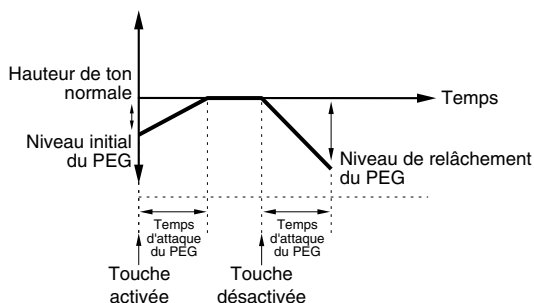 Hauteur de ton
normale
Temps
Niveau initial
du PEG
Niveau de relâchement
du PEG
Temps
d'attaque
du PEG
Temps
d'attaque
du PEG
Touche
activée
Touche
désactivée